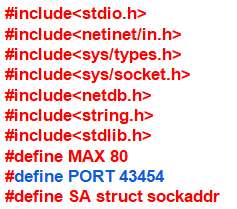 #include<stdio.h>
#include<netinet/in.h>
#include<sys/types.h>
#include<sys/socket.h>
#include<netdb.h>
#include<string.h>
#include<stdlib.h>
#define MAX 80
#define PORT 43454
#define SA struct sockaddr